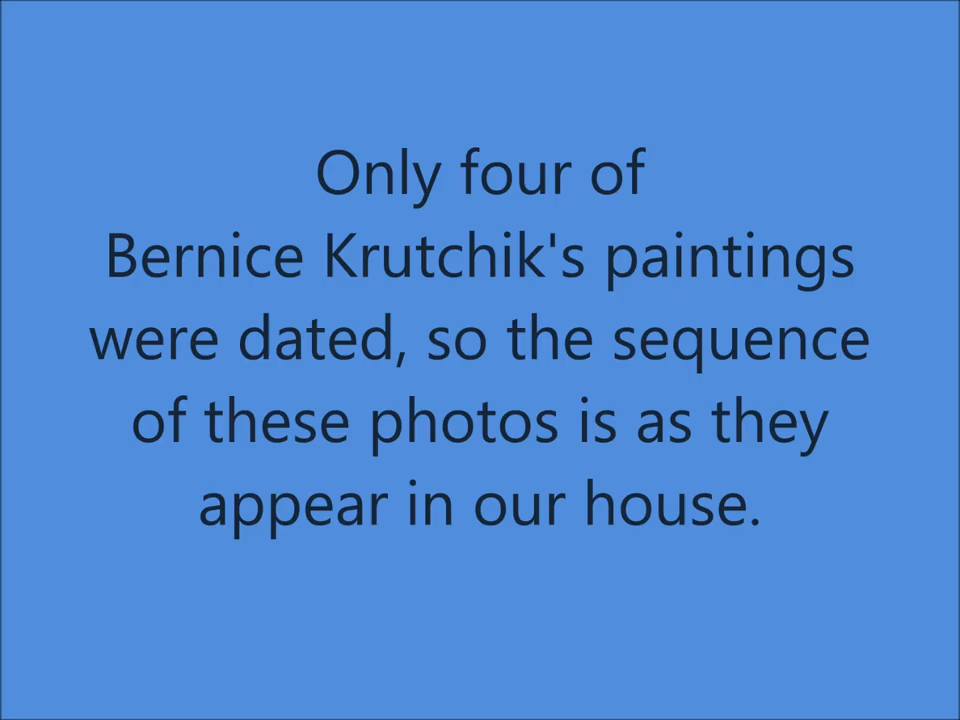 Only four of
Bernice Krutchik's paintings
were dated, so the sequence
of these photos is as they
appear in our house.